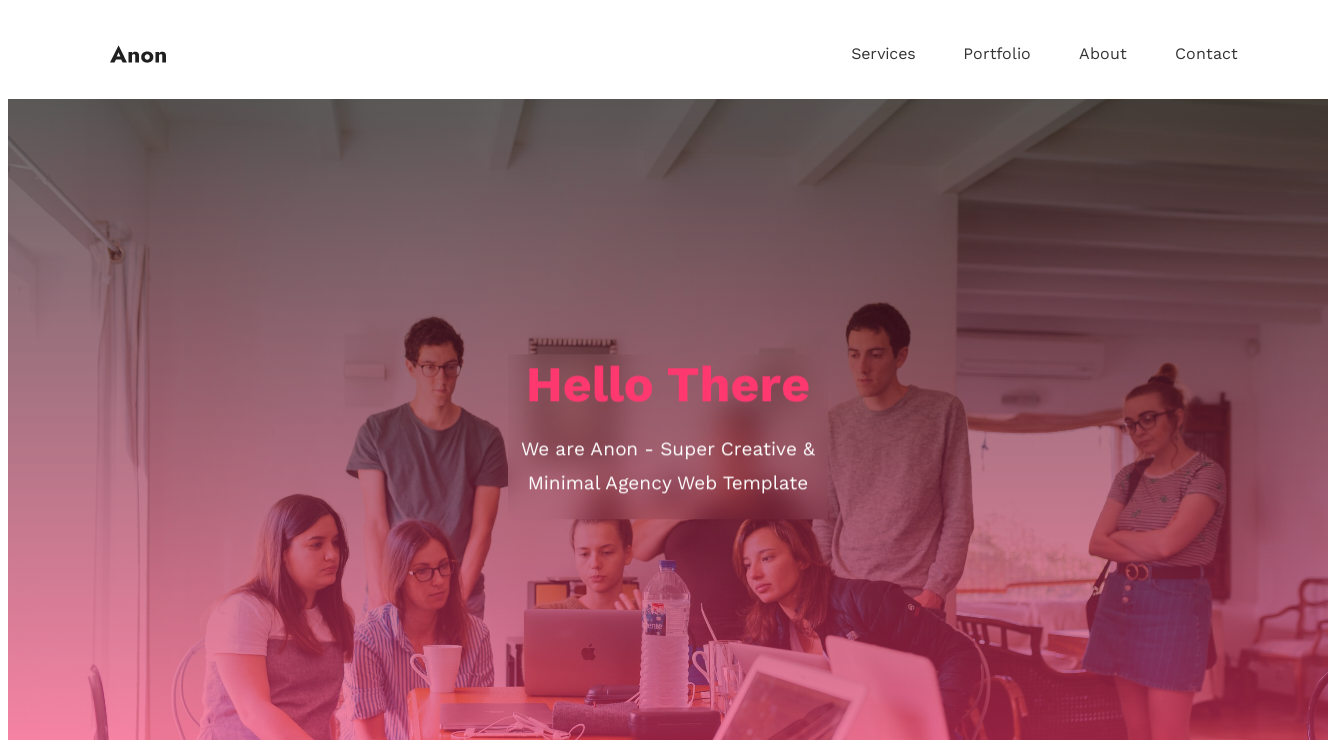 Anon
Services
Portfolio
About
Contact
Hello There
We are Anon - Super Creative &
Minimal Agency Web Template